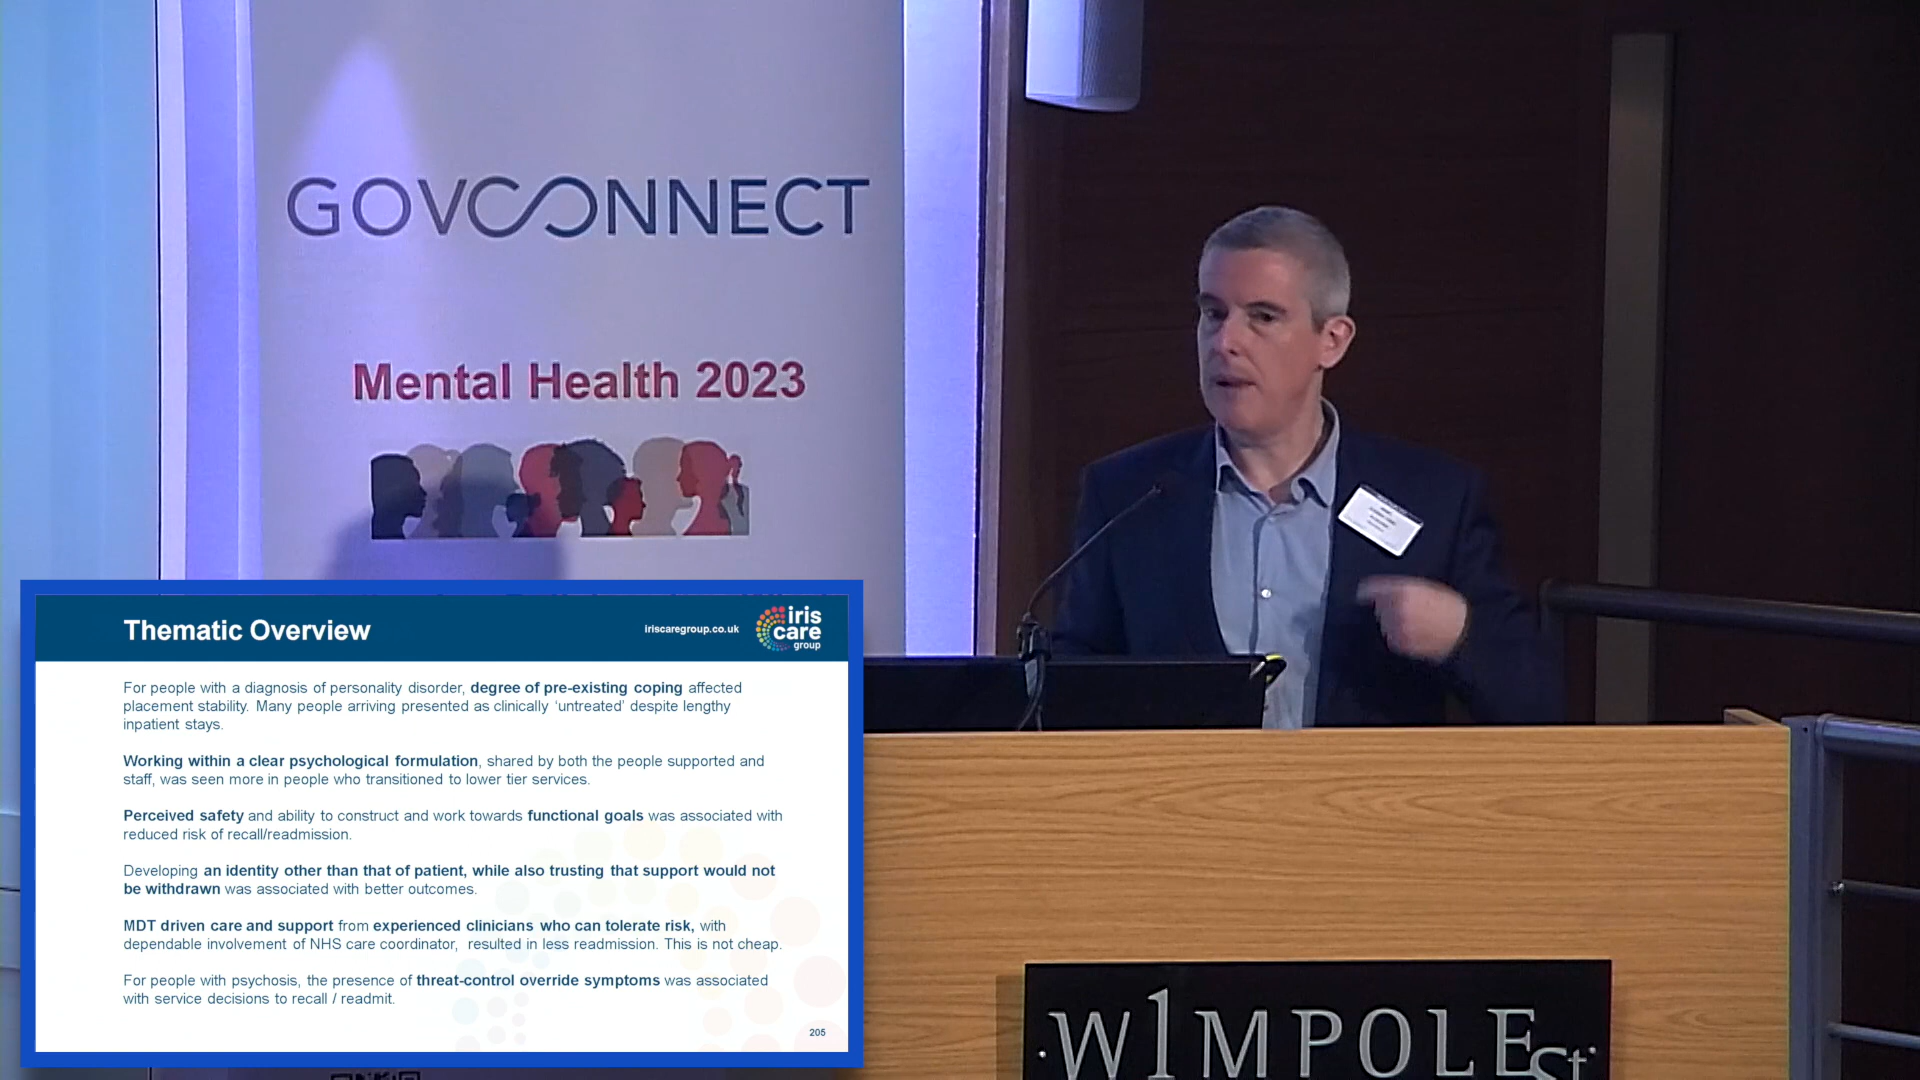 GOVCONNECT
Mental Health 2023
Thematic Overview
iriscaregroup.co.uk
iris
care
group
For people with a diagnosis of personality disorder, degree of pre-existing coping affected
placement stability. Many people arriving presented as clinically ‘untreated’ despite lengthy
inpatient stays.
Working within a clear psychological formulation, shared by both the people supported and
staff, was seen more in people who transitioned to lower tier services.
Perceived safety and ability to construct and work towards functional goals was associated with
reduced risk of recall/readmission.
Developing an identity other than that of patient, while also trusting that support would not
be withdrawn was associated with better outcomes.
MDT driven care and support from experienced clinicians who can tolerate risk, with
dependable involvement of NHS care coordinator, resulted in less readmission. This is not cheap.
For people with psychosis, the presence of threat-control override symptoms was associated
with service decisions to recall / readmit.
205
·W1MPOLE St·